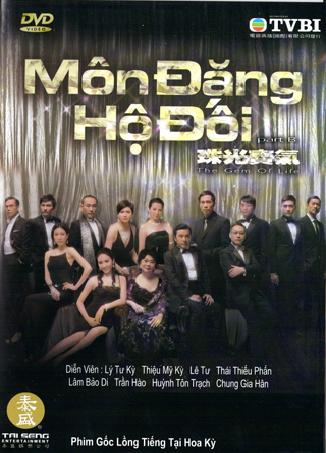 DVD
VIDEO
TVBI
Môn Đăng
Hộ Đối
part B
珠光寶氣
The Gem Of Life
Diễn Viên : Lý Tư Kỳ Thiệu Mỹ Kỳ Lê Tư Thái Thiếu Phần
Lâm Bảo Di Trần Hào Huỳnh Tôn Trạch Chung Gia Hân
泰盛
TAI SENG
ENTERTAINMENT
Phim Gốc Lồng Tiếng Tại Hoa Kỳ